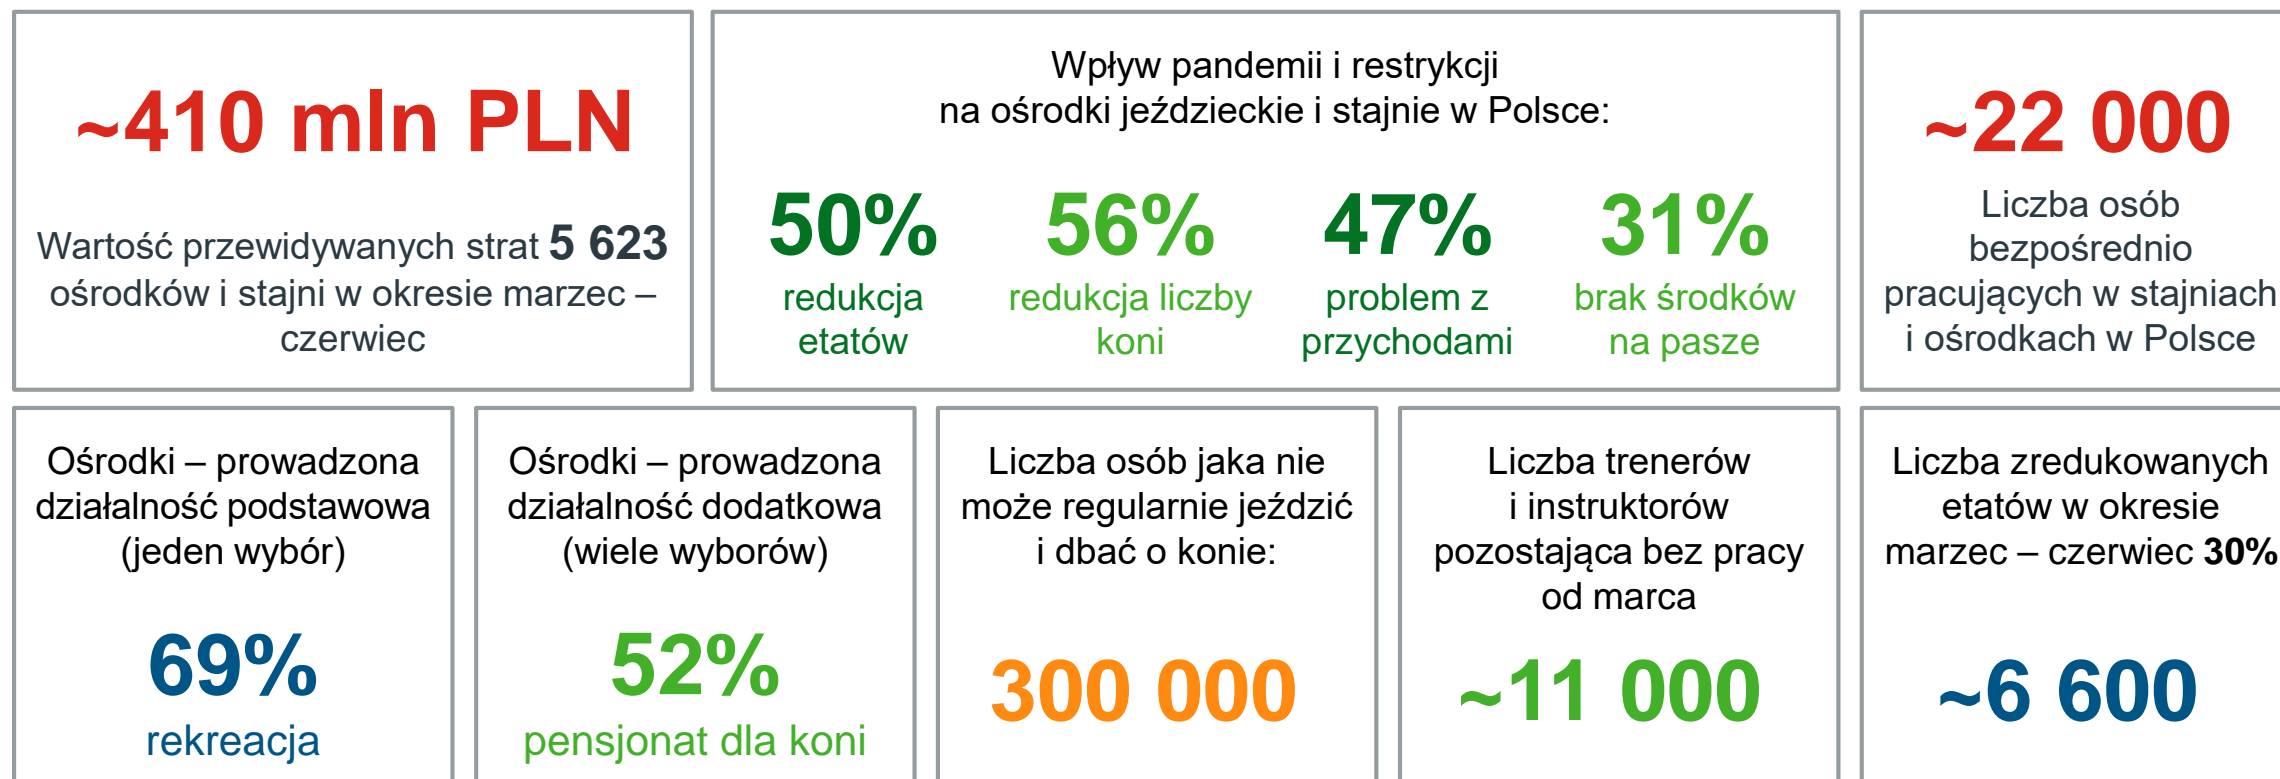 ~410 mln PLN
Wartość przewidywanych strat 5 623
ośrodków i stajni w okresie marzec –
czerwiec
Wpływ pandemii i restrykcji
na ośrodki jeździeckie i stajnie w Polsce:
50%
redukcja
etatów
56%
redukcja liczby
koni
47%
problem z
przychodami
31%
brak środków
na pasze
~22 000
Liczba osób
bezpośrednio
pracujących w stajniach
i ośrodkach w Polsce
Ośrodki – prowadzona
działalność podstawowa
(jeden wybór)
69%
rekreacja
Ośrodki – prowadzona
działalność dodatkowa
(wiele wyborów)
52%
pensjonat dla koni
Liczba osób jaka nie
może regularnie jeździć
i dbać o konie:
300 000
Liczba trenerów
i instruktorów
pozostająca bez pracy
od marca
~11 000
Liczba zredukowanych
etatów w okresie
marzec – czerwiec 30%
~6 600